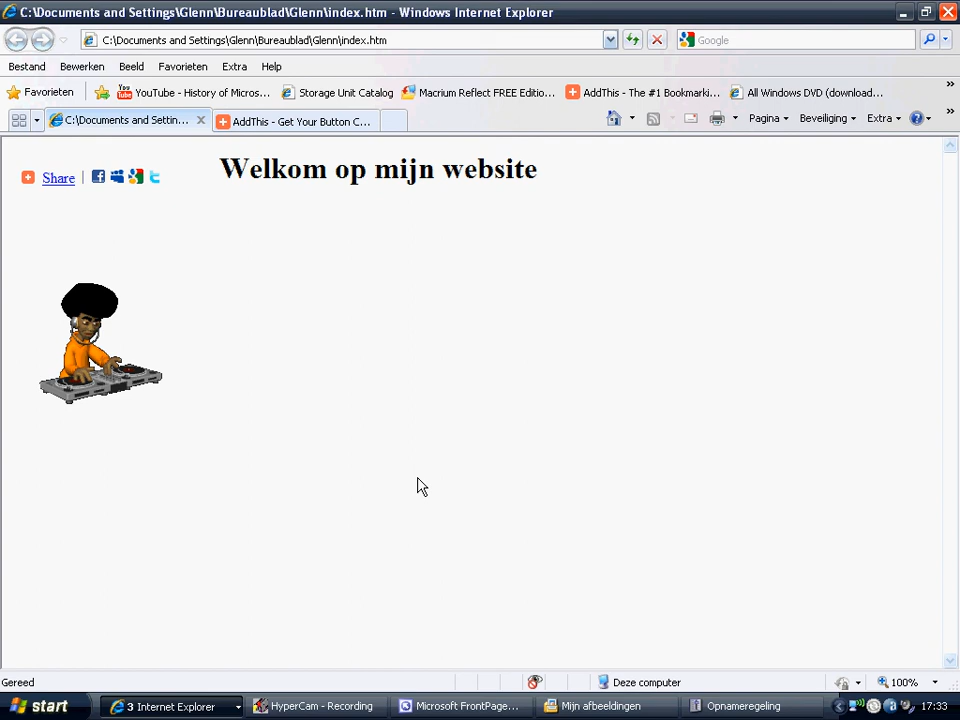 C:\Documents and Settings\Glenn\Bureaublad\Glenn\index.htm - Windows Internet Explorer
C:\Documents and Settings\Glenn\Bureaublad\Glenn\index.htm
Google
Bestand Bewerken Beeld Favorieten Extra Help
Favorieten
YouTube - History of Micros...
Storage Unit Catalog
Macrium Reflect FREE Editio...
AddThis - The #1 Bookmarki...
All Windows DVD (download...
C:\Documents and Settin...
AddThis - Get Your Button C...
Pagina
Beveiliging
Extra
Share |
Welkom op mijn website
Gereed
Deze computer
100%
start
3 Internet Explorer
HyperCam - Recording
Microsoft FrontPage...
Mijn afbeeldingen
Opnameregeling
17:33